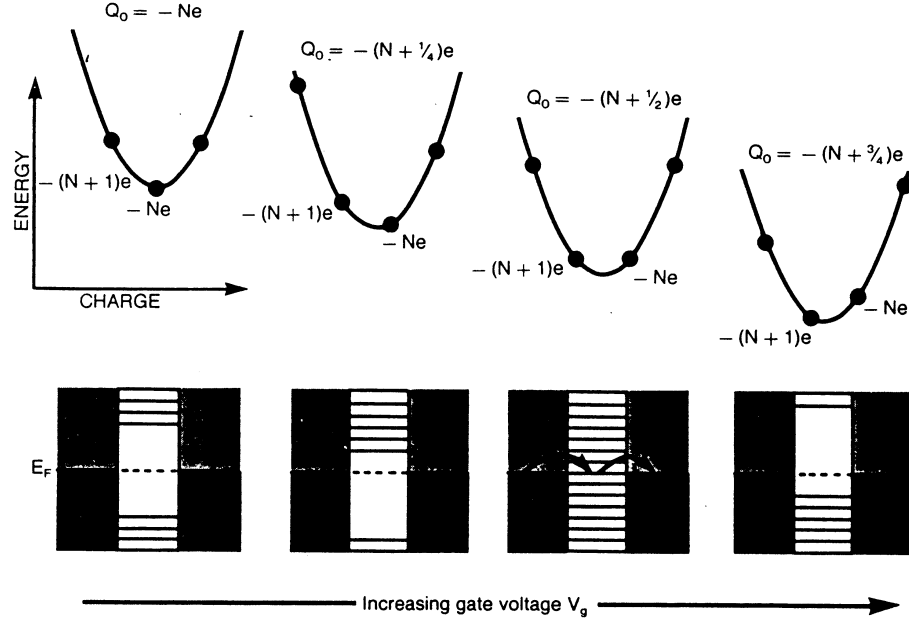 Q₀ = − Ne
Q₀ = − (N + ¼)e
Q₀ = − (N + ½)e
Q₀ = − (N + ¾)e
ENERGY
− (N + 1)e
− Ne
− (N + 1)e
− Ne
− (N + 1)e
− Ne
− (N + 1)e
− Ne
CHARGE
E_F
Increasing gate voltage V_g